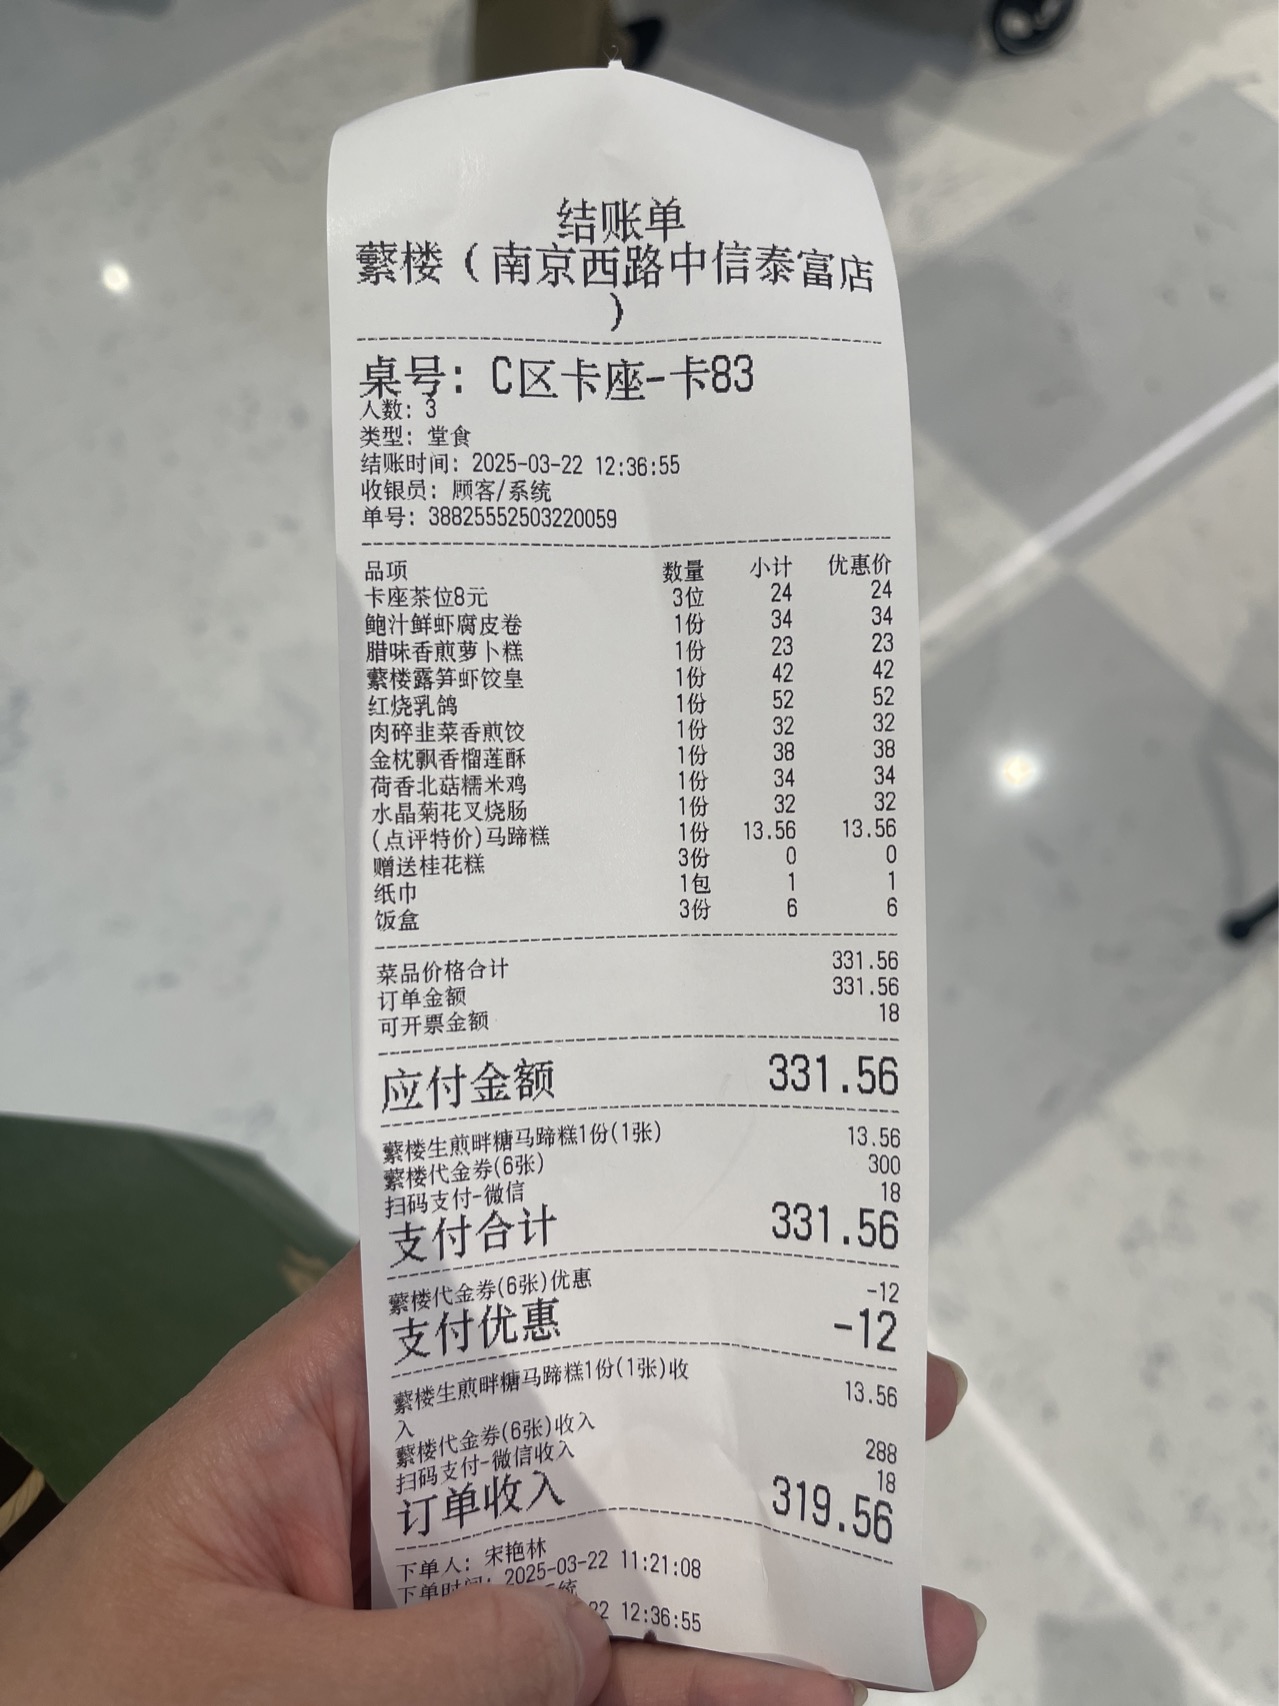 结账单
蘩楼（南京西路中信泰富店
）
桌号：C区卡座-卡83
人数：3
类型：堂食
结账时间：2025-03-22 12:36:55
收银员：顾客/系统
单号：38825552503220059
品项 数量 小计 优惠价
卡座茶位8元 3位 24 24
鲍汁鲜虾腐皮卷 1份 34 34
腊味香煎萝卜糕 1份 23 23
蘩楼露笋虾饺皇 1份 42 42
红烧乳鸽 1份 52 52
肉碎韭菜香煎饺 1份 32 32
金枕飘香榴莲酥 1份 38 38
荷香北菇糯米鸡 1份 34 34
水晶菊花叉烧肠 1份 32 32
(点评特价)马蹄糕 1份 13.56 13.56
赠送桂花糕 3份 0 0
纸巾 1包 1 1
饭盒 3份 6 6
菜品价格合计 331.56
订单金额 331.56
可开票金额 18
应付金额 331.56
蘩楼生煎畔糖马蹄糕1份(1张) 13.56
蘩楼代金券(6张) 300
扫码支付-微信 18
支付合计 331.56
蘩楼代金券(6张)优惠 -12
支付优惠 -12
蘩楼生煎畔糖马蹄糕1份(1张)收 13.56
入
蘩楼代金券(6张)收入 288
扫码支付-微信收入 18
订单收入 319.56
下单人：宋艳林
下单时间：2025-03-22 11:21:08
统
22 12:36:55